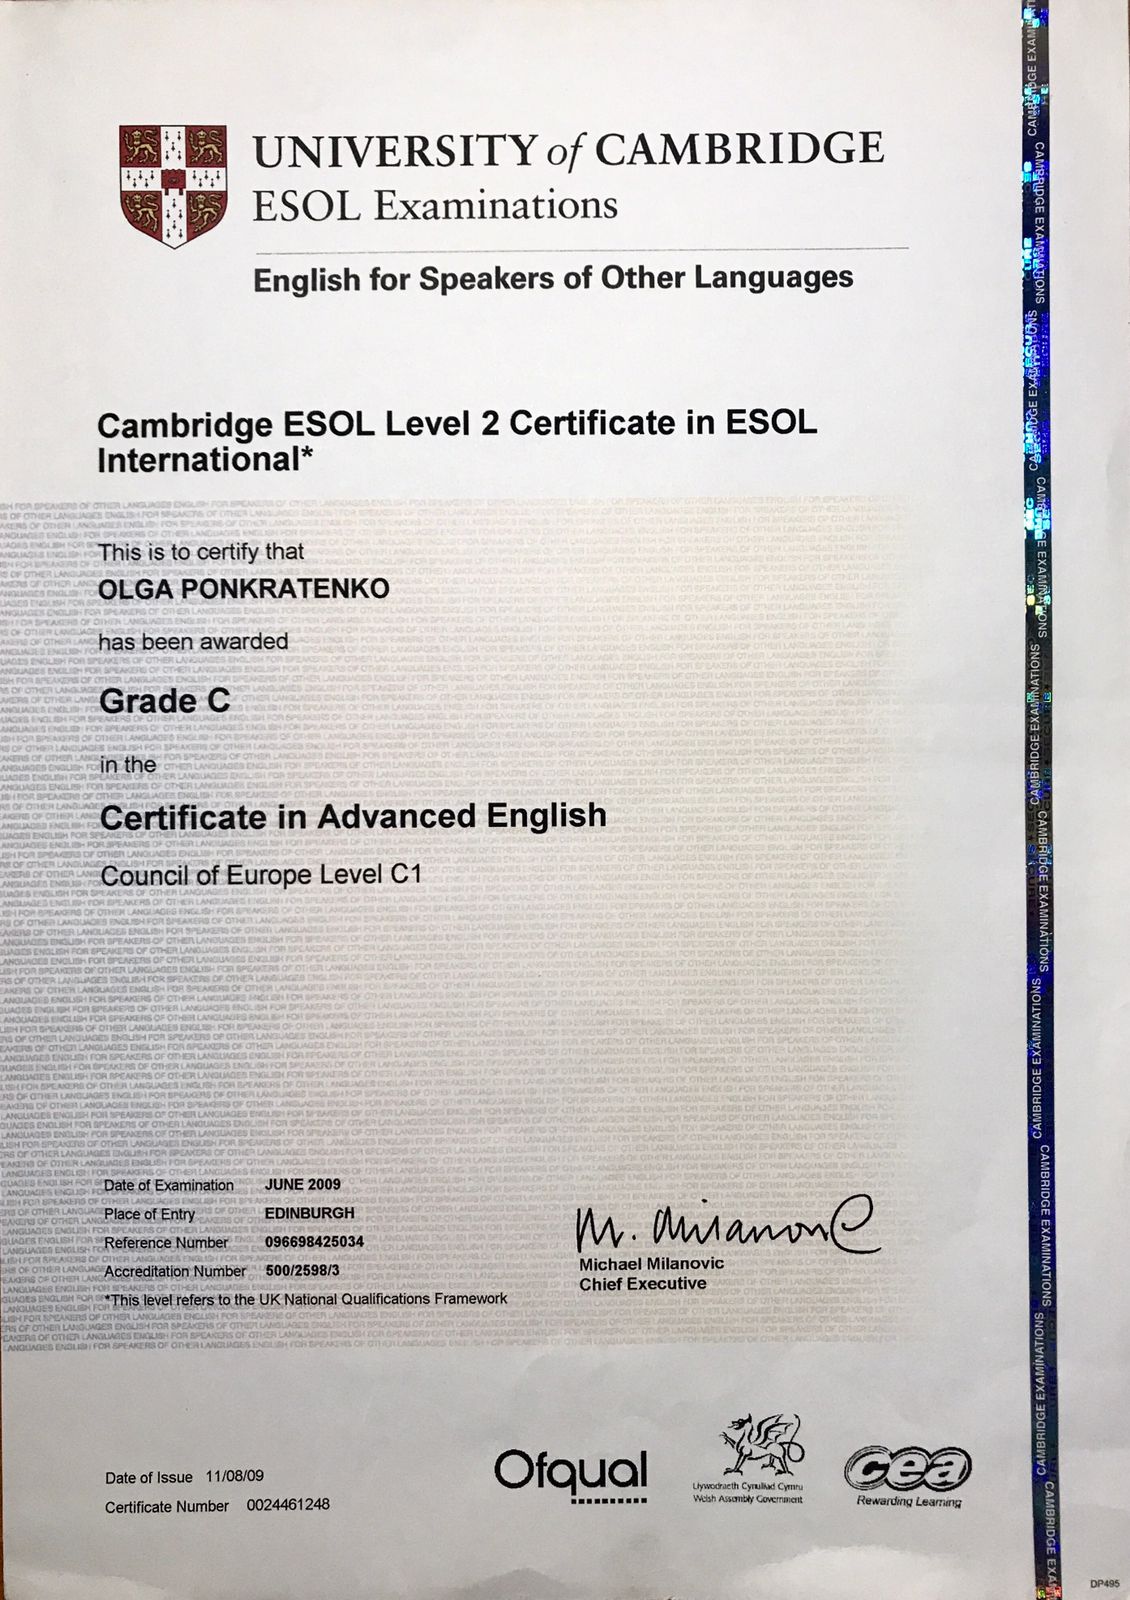 UNIVERSITY of CAMBRIDGE
ESOL Examinations
English for Speakers of Other Languages
Cambridge ESOL Level 2 Certificate in ESOL
International*
This is to certify that
OLGA PONKRATENKO
has been awarded
Grade C
in the
Certificate in Advanced English
Council of Europe Level C1
Date of Examination JUNE 2009
Place of Entry EDINBURGH
Reference Number 096698425034
Accreditation Number 500/2598/3
*This level refers to the UK National Qualifications Framework
M. Milanovic
Michael Milanovic
Chief Executive
Date of Issue 11/08/09
Certificate Number 0024461248
Ofqual
Llywodraeth Cynulliad Cymru
Welsh Assembly Government
cea
Rewarding Learning
DP495
CAMBRIDGE EXAMINATIONS